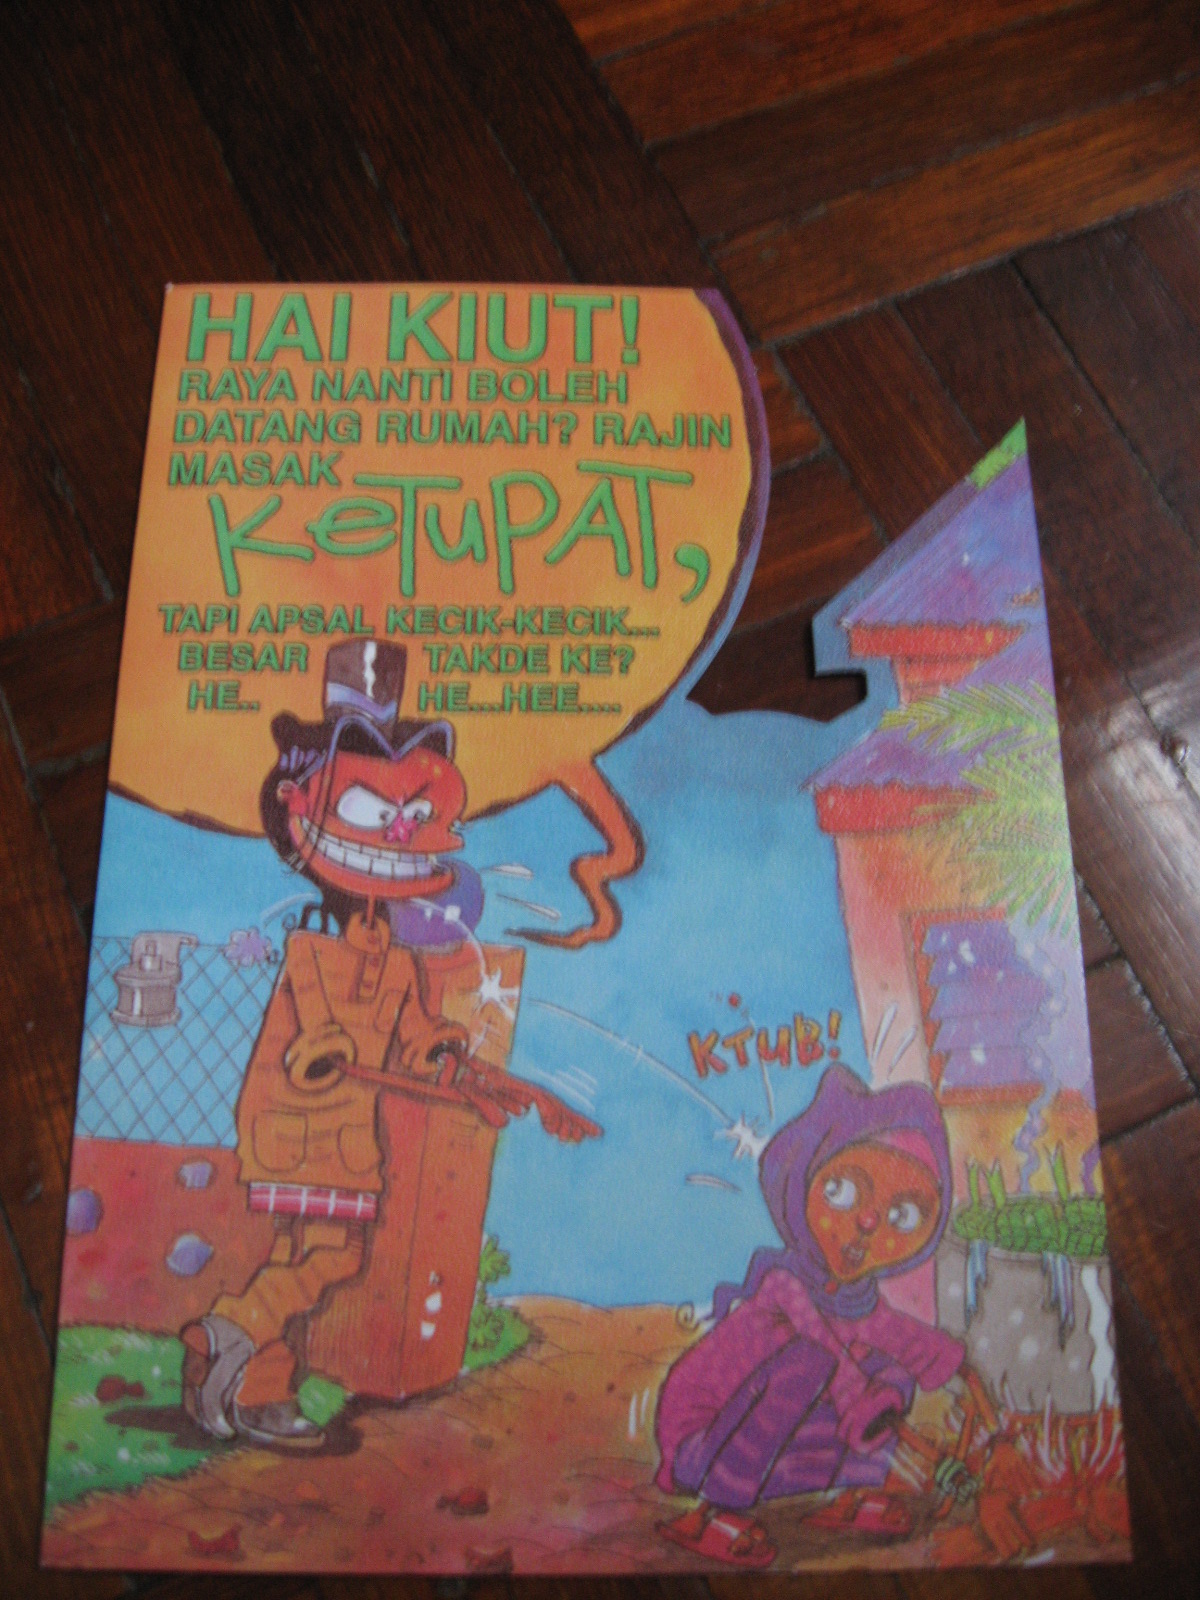 HAI KIUT!
RAYA NANTI BOLEH
DATANG RUMAH? RAJIN
MASAK
KeTuPAT,
TAPI APSAL KECIK-KECIK...
BESAR TAKDE KE?
HE.. HE....HEE.....
KTUB!